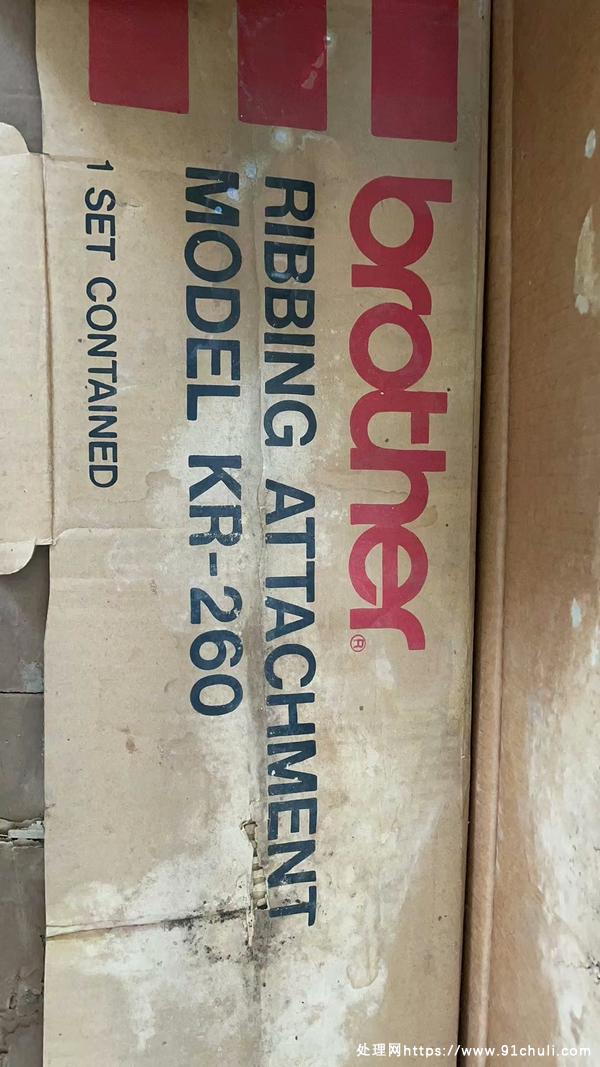 brother®
RIBBING ATTACHMENT
MODEL KR-260
1 SET CONTAINED
处理网https://www.91chuli.com